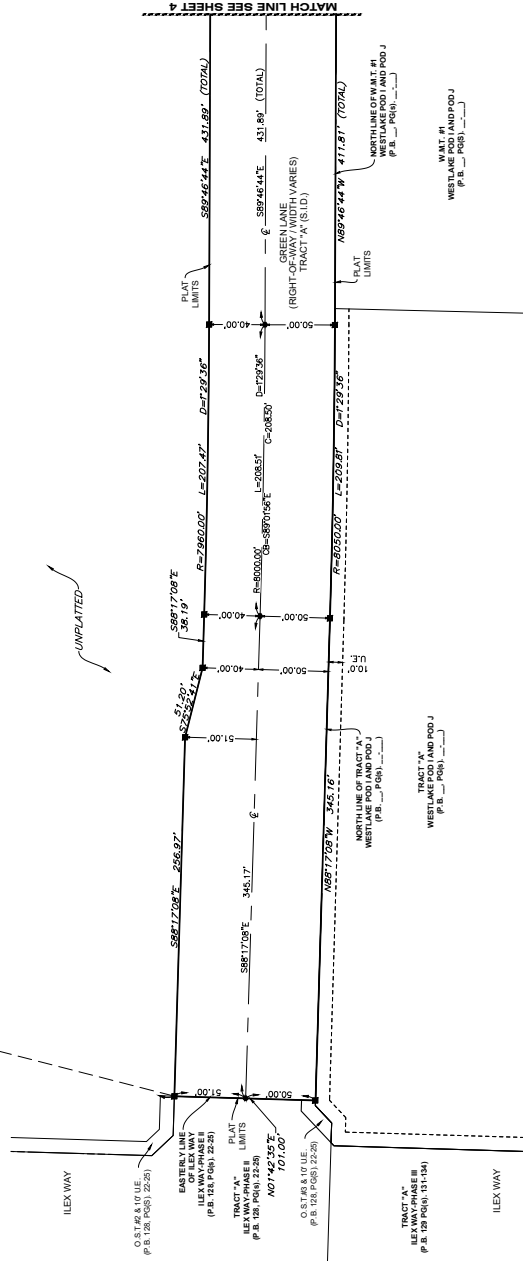 MATCH LINE SEE SHEET 4
S89°46'44"E 431.89' (TOTAL)
S89°46'44"E 431.89' (TOTAL)
N89°46'44"W 411.81' (TOTAL)
PLAT
LIMITS
GREEN LANE
(RIGHT-OF-WAY / WIDTH VARIES)
TRACT "A" (S.I.D.)
PLAT
LIMITS
NORTH LINE OF W.M.T. #1
WESTLAKE POD I AND POD J
(P.B. __, PG(s). __-__)
W.M.T. #1
WESTLAKE POD I AND POD J
(P.B. __, PG(S). __-__)
40.00'
50.00'
R=7960.00' L=207.47' D=1°29'36"
R=8000.00' L=208.51' D=1°29'36"
CB=S89°01'56"E C=208.50'
R=8050.00' L=209.81' D=1°29'36"
UNPLATTED
S88°17'08"E
38.19'
40.00'
50.00'
51.20'
S75°52'41"E
40.00'
50.00'
10.0' U.E.
51.00'
S88°17'08"E 256.97'
S88°17'08"E 345.17'
N88°17'08"W 345.16'
NORTH LINE OF TRACT "A"
WESTLAKE POD I AND POD J
(P.B. __, PG(s). __-__)
TRACT "A"
WESTLAKE POD I AND POD J
(P.B. __, PG(s). __-__)
51.00'
50.00'
ILEX WAY
O.S.T.#2 & 10' U.E.
(P.B. 128, PG(S). 22-25)
EASTERLY LINE
OF ILEX WAY
ILEX WAY-PHASE II
(P.B. 128, PG(s). 22-25)
TRACT "A"
ILEX WAY-PHASE II
(P.B. 128, PG(s). 22-25)
PLAT
LIMITS
N01°42'35"E
101.00'
O.S.T.#3 & 10' U.E.
(P.B. 128, PG(S). 22-25)
TRACT "A"
ILEX WAY-PHASE III
(P.B. 129 PG(s). 131-134)
ILEX WAY